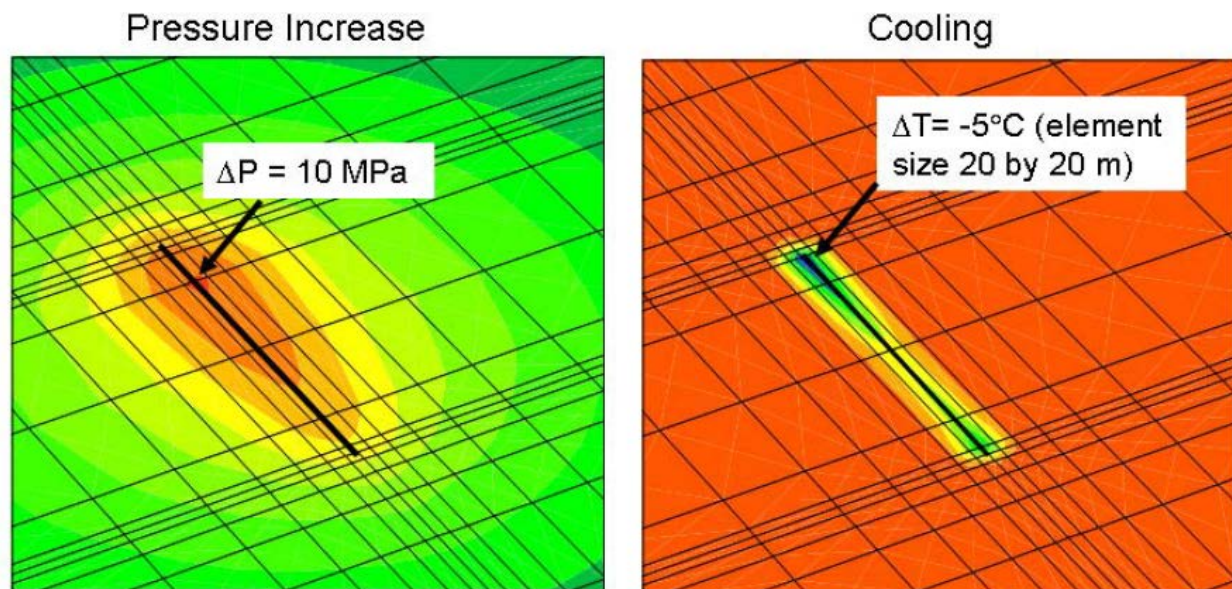 Pressure Increase
Cooling
ΔP = 10 MPa
ΔT= -5°C (element
size 20 by 20 m)